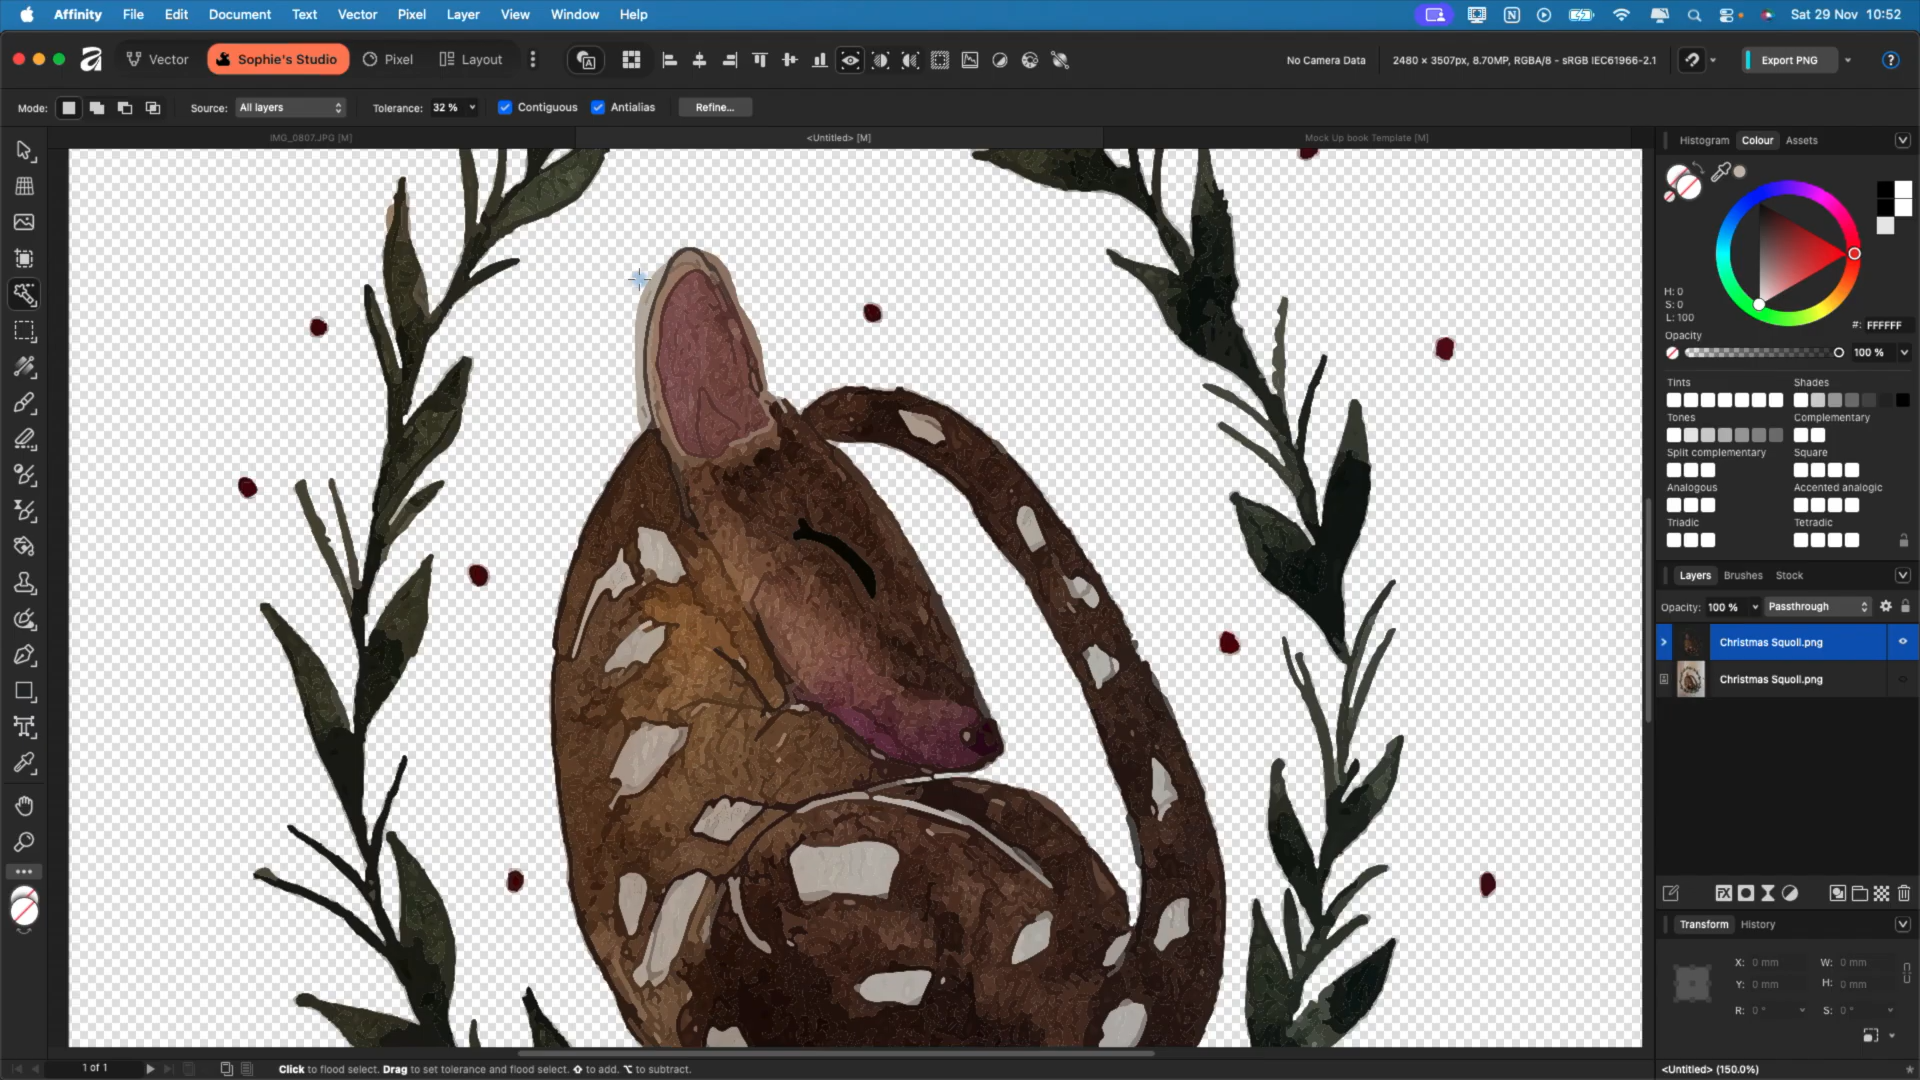 Affinity File Edit Document Text Vector Pixel Layer View Window Help Sat 29 Nov 10:52
Vector Sophie's Studio Pixel Layout No Camera Data 2480 × 3507px, 8.70MP, RGBA/8 - sRGB IEC61966-2.1 Export PNG
Mode: Source: All layers Tolerance: 32 % Contiguous Antialias Refine...
IMG_0807.JPG [M] <Untitled> [M] Mock Up book Template [M]
Histogram Colour Assets
H: 0
S: 0
L: 100
#: FFFFFF
Opacity
100 %
Tints Shades
Tones Complementary
Split complementary Square
Analogous Accented analogic
Triadic Tetradic
Layers Brushes Stock
Opacity: 100 % Passthrough
Christmas Squoll.png
Christmas Squoll.png
FX
Transform History
X: 0 mm W: 0 mm
Y: 0 mm H: 0 mm
R: 0 ° S: 0 °
1 of 1 Click to flood select. Drag to set tolerance and flood select. ⇧ to add. ⌥ to subtract. <Untitled> (150.0%)